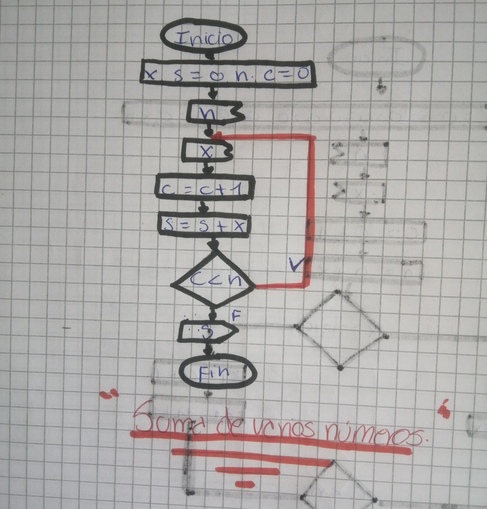 Inicio
x s=0 n. c=0
n
x
c = c+1
s = s + x
c < n
V
F
s
Fin
"Suma de varios números."